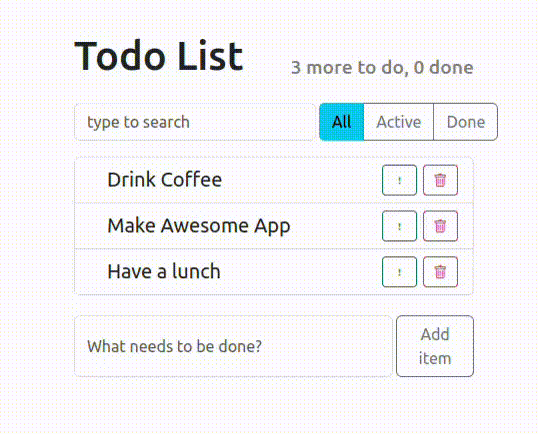 Todo List
3 more to do, 0 done
type to search
All Active Done
Drink Coffee !
Make Awesome App !
Have a lunch !
What needs to be done?
Add
item